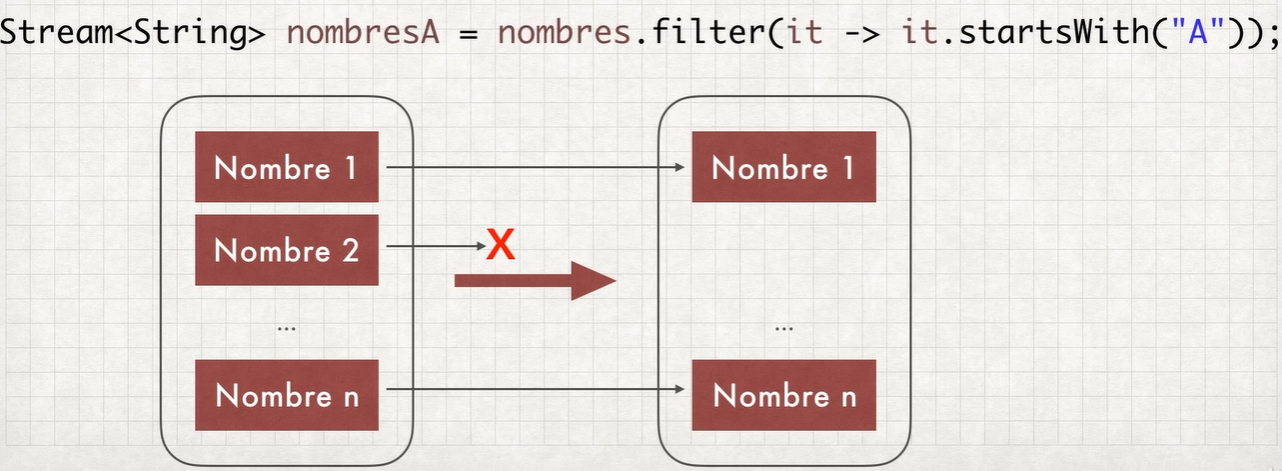 Stream<String> nombresA = nombres.filter(it -> it.startsWith("A"));
Nombre 1
Nombre 2
...
Nombre n
X
Nombre 1
...
Nombre n